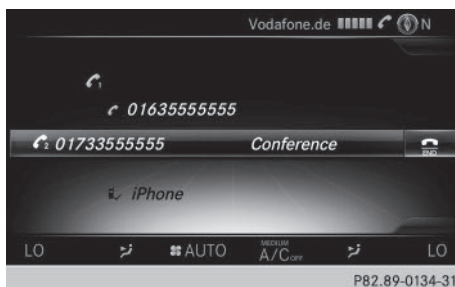 Vodafone.de N
1
01635555555
2 01733555555 Conference END
iPhone
LO AUTO MEDIUM A/C OFF LO
P82.89-0134-31